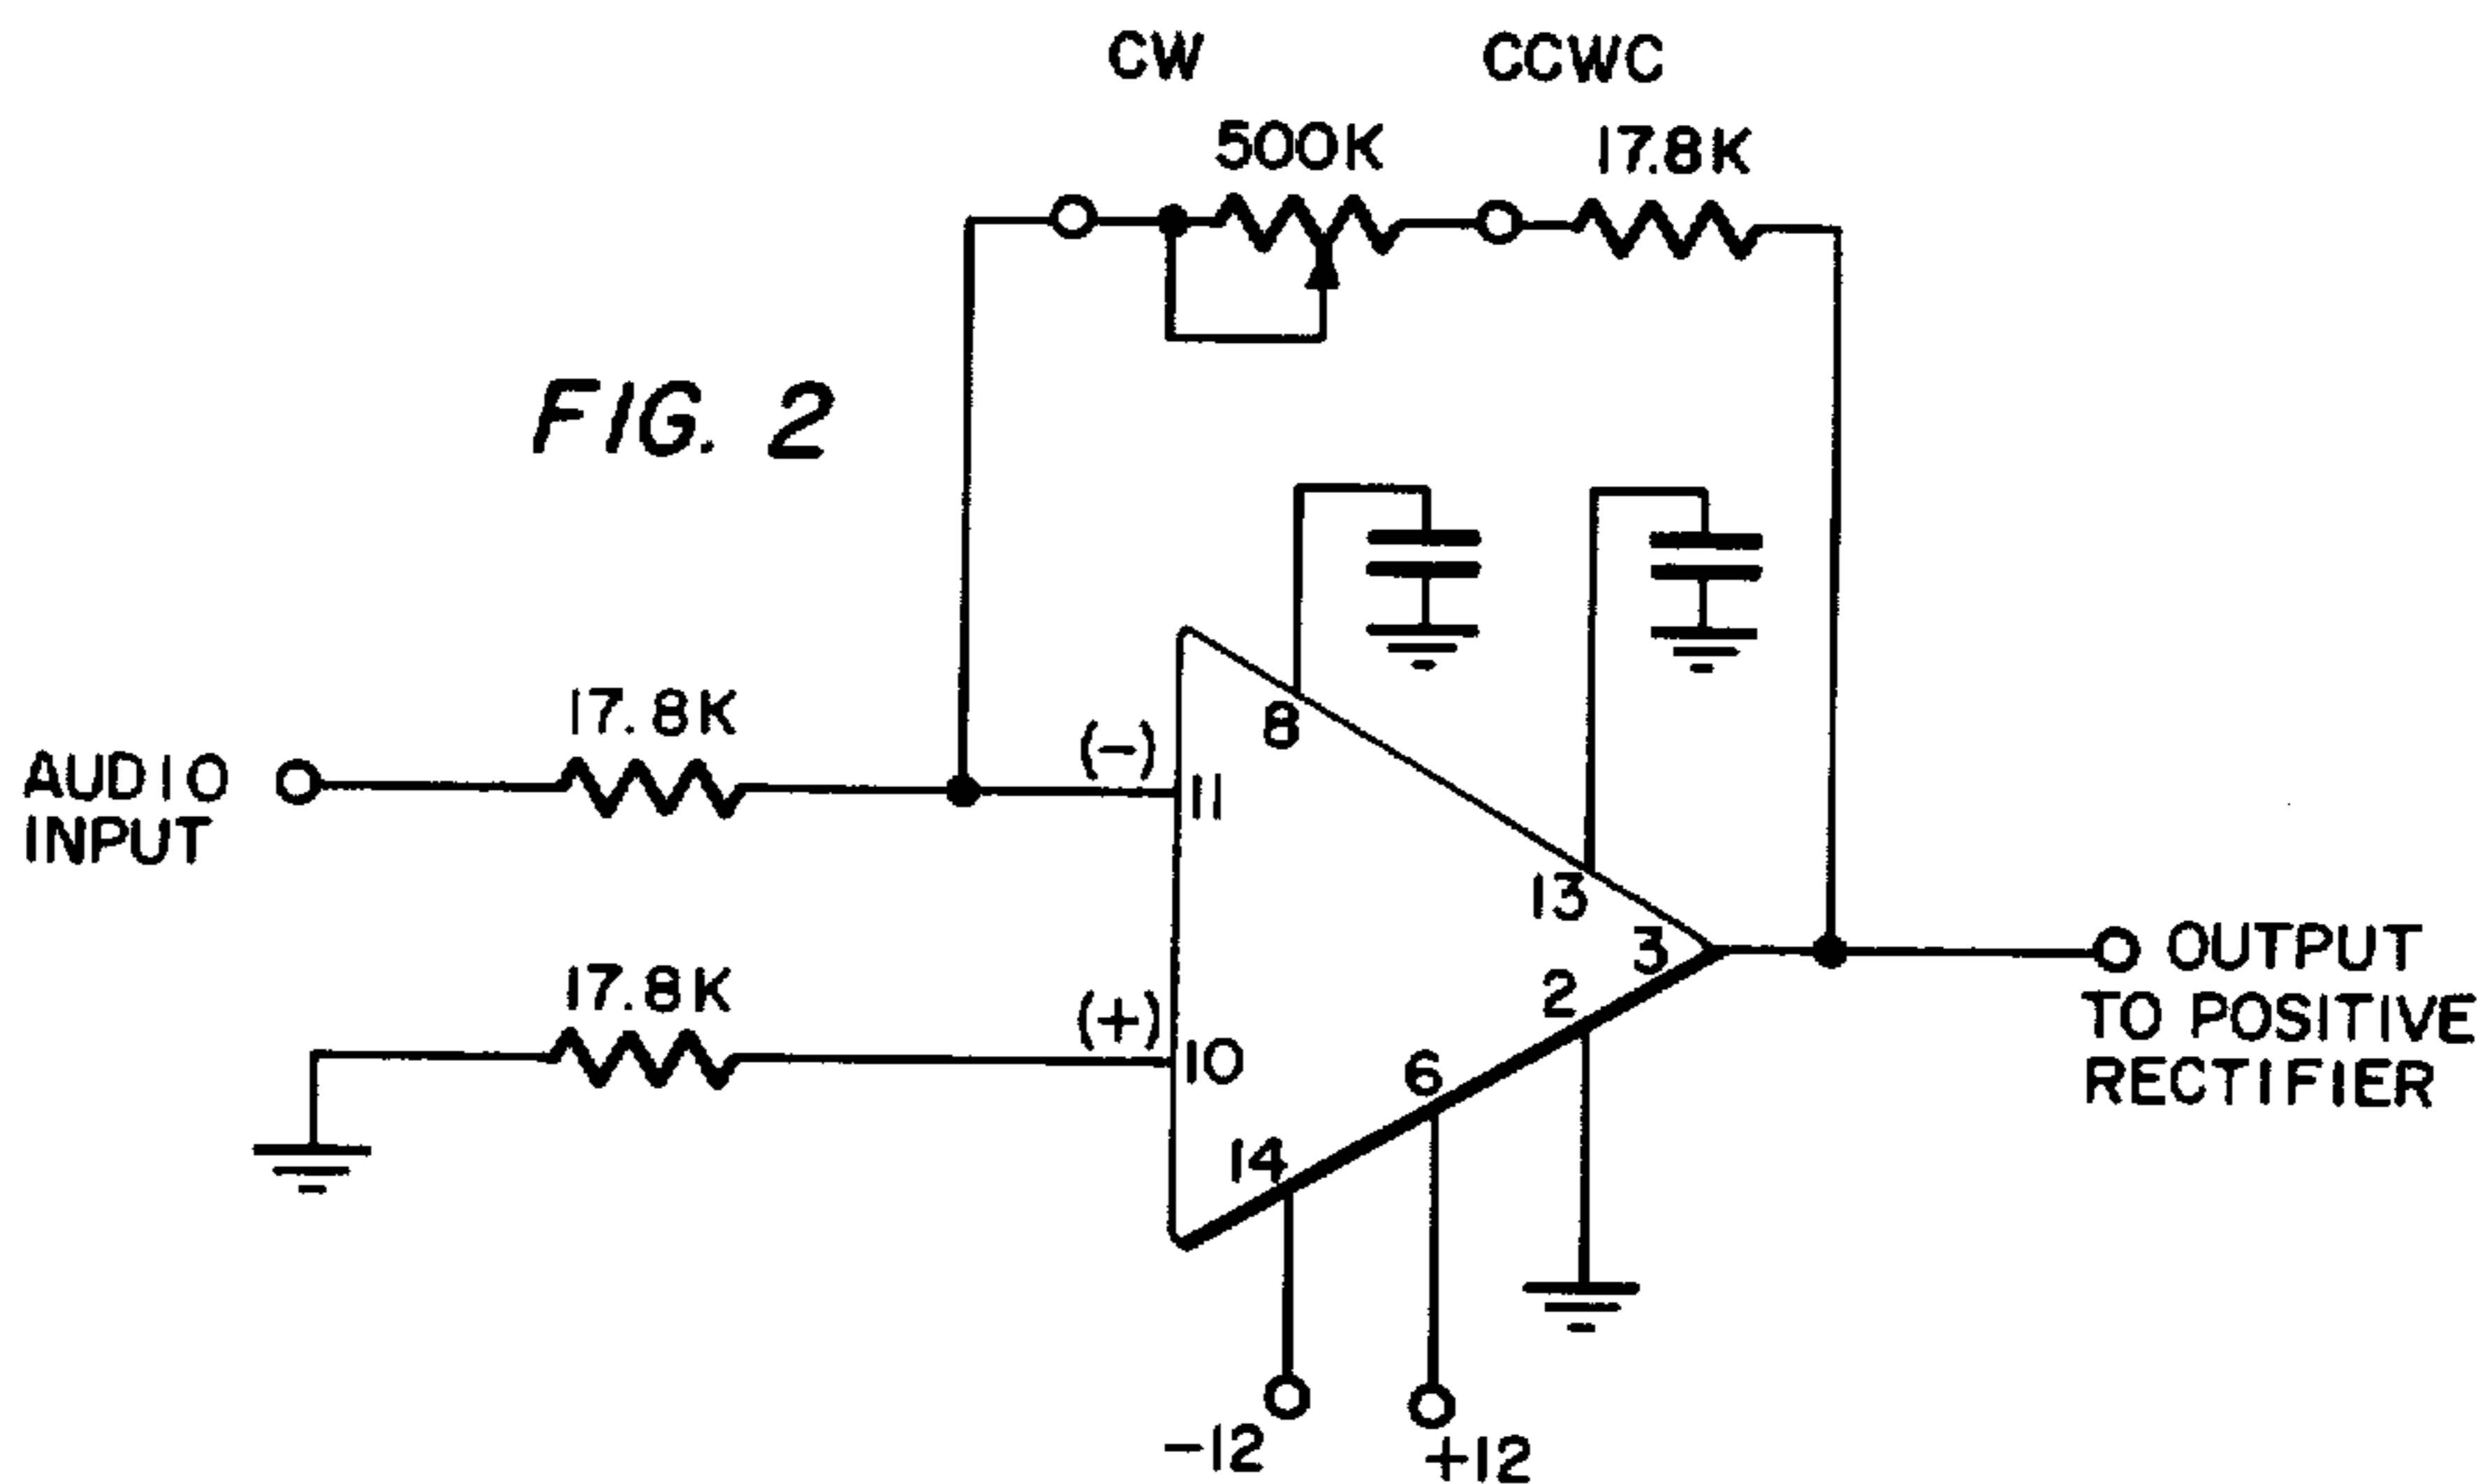 CW
CCWC
500K
17.8K
FIG. 2
17.8K
AUDIO
INPUT
(-)
8
11
13
3
OUTPUT
TO POSITIVE
RECTIFIER
17.8K
(+)
10
2
6
14
-12
+12